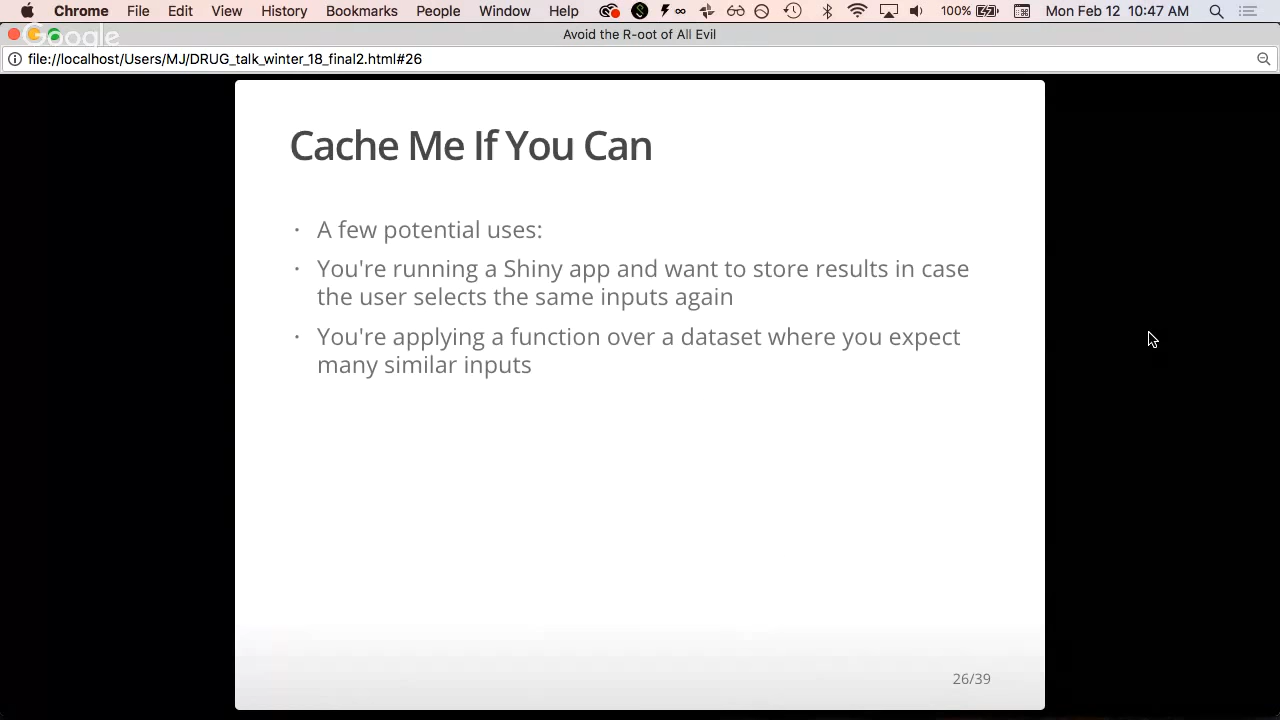 Chrome File Edit View History Bookmarks People Window Help 100% Mon Feb 12 10:47 AM
Google
Avoid the R-oot of All Evil
file://localhost/Users/MJ/DRUG_talk_winter_18_final2.html#26
Cache Me If You Can
· A few potential uses:
· You're running a Shiny app and want to store results in case
the user selects the same inputs again
· You're applying a function over a dataset where you expect
many similar inputs
26/39